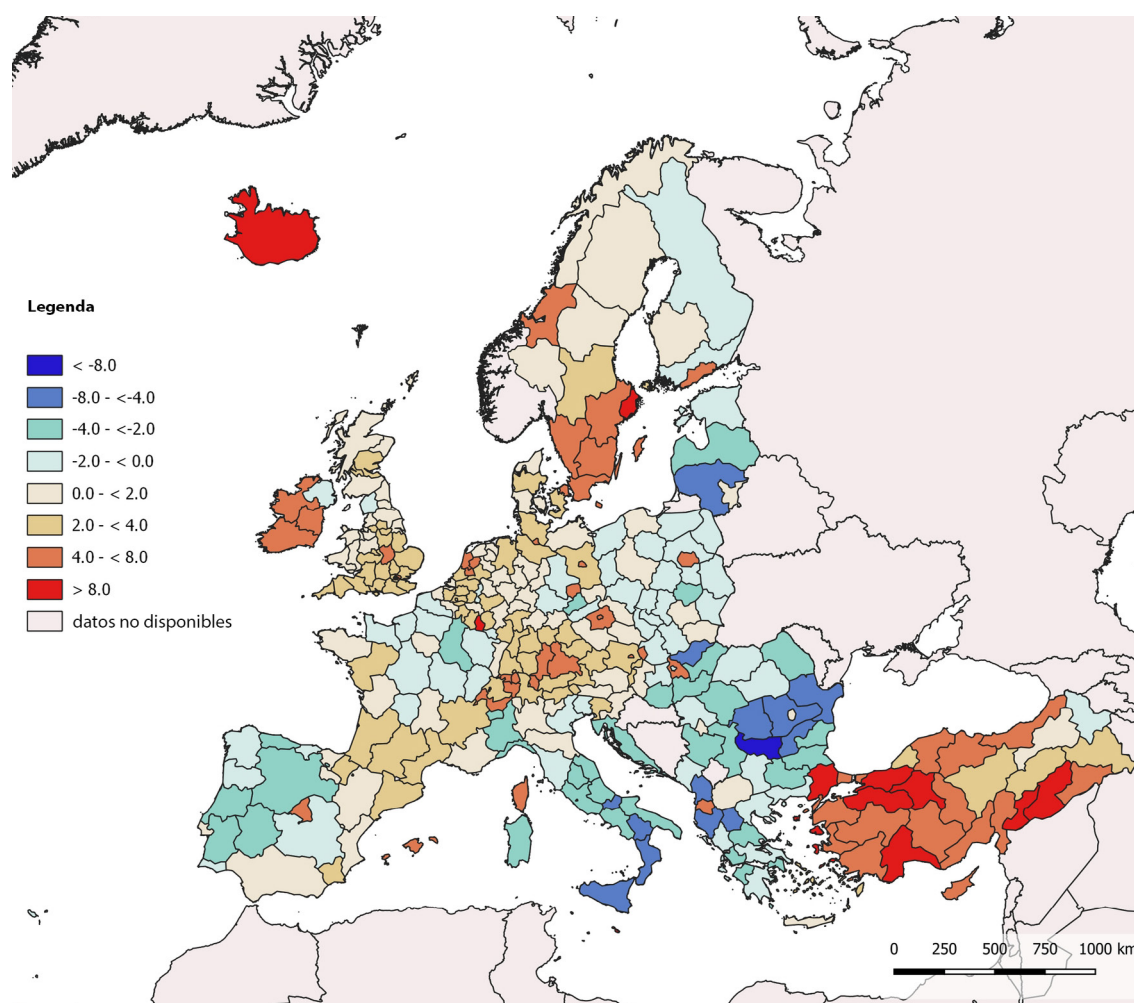 Legenda
< -8.0
-8.0 - <-4.0
-4.0 - <-2.0
-2.0 - < 0.0
0.0 - < 2.0
2.0 - < 4.0
4.0 - < 8.0
> 8.0
datos no disponibles
0 250 500 750 1000 km